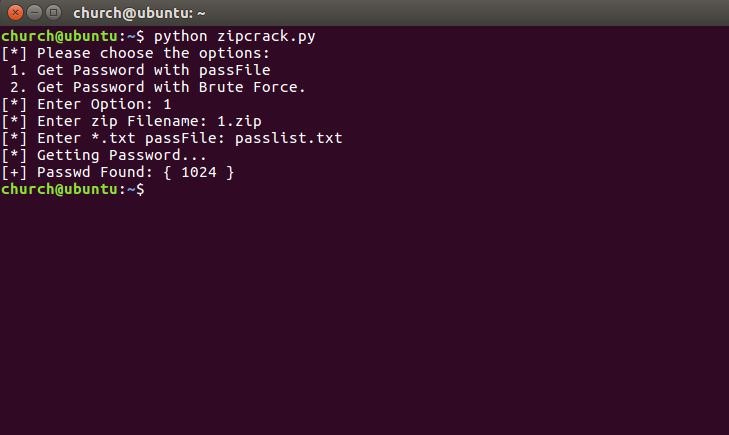 church@ubuntu: ~
church@ubuntu:~$ python zipcrack.py
[*] Please choose the options:
 1. Get Password with passFile
 2. Get Password with Brute Force.
[*] Enter Option: 1
[*] Enter zip Filename: 1.zip
[*] Enter *.txt passFile: passlist.txt
[*] Getting Password...
[+] Passwd Found: { 1024 }
church@ubuntu:~$